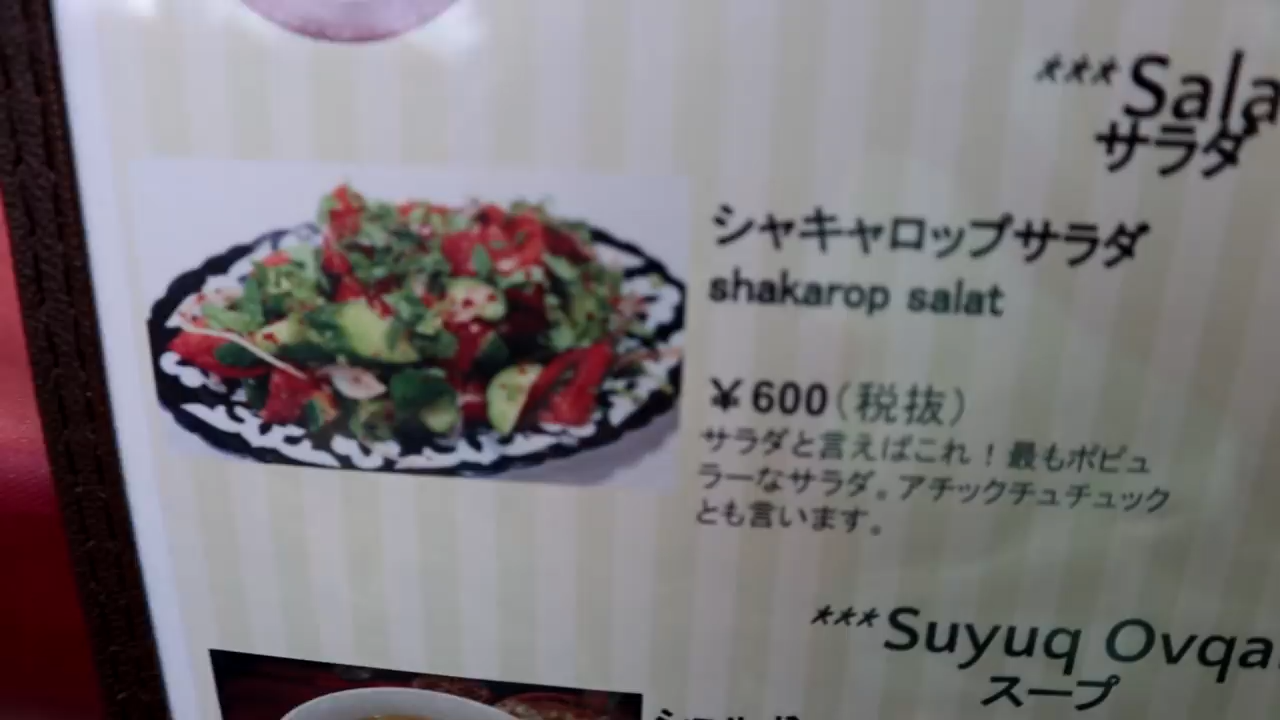 ***Sala
サラダ
シャキャロップサラダ
shakarop salat
¥600(税抜)
サラダと言えばこれ!最もポピュ
ラーなサラダ。アチックチュチュック
とも言います。
***Suyuq Ovqa
スープ